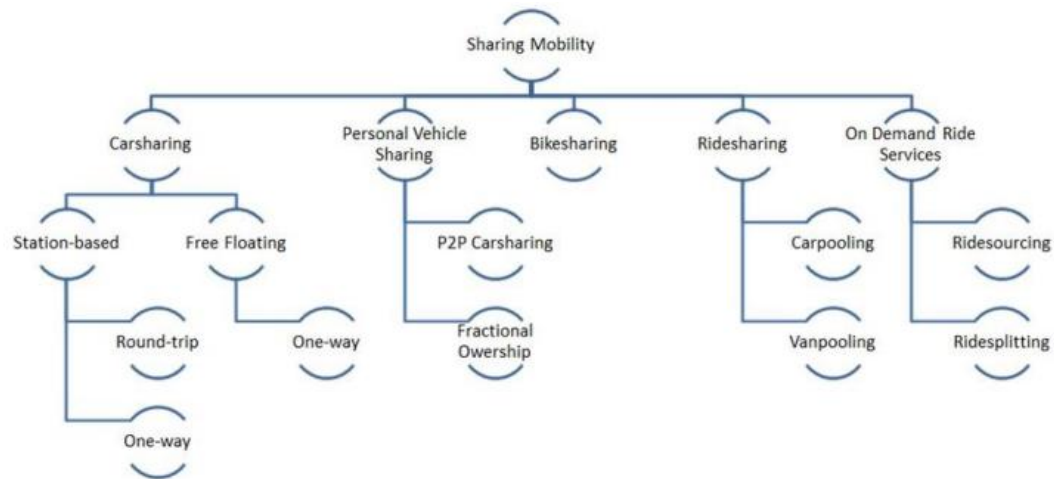 Sharing Mobility
Carsharing
Personal Vehicle
Sharing
Bikesharing
Ridesharing
On Demand Ride
Services
Station-based
Free Floating
P2P Carsharing
Carpooling
Ridesourcing
Round-trip
One-way
Fractional
Owership
Vanpooling
Ridesplitting
One-way